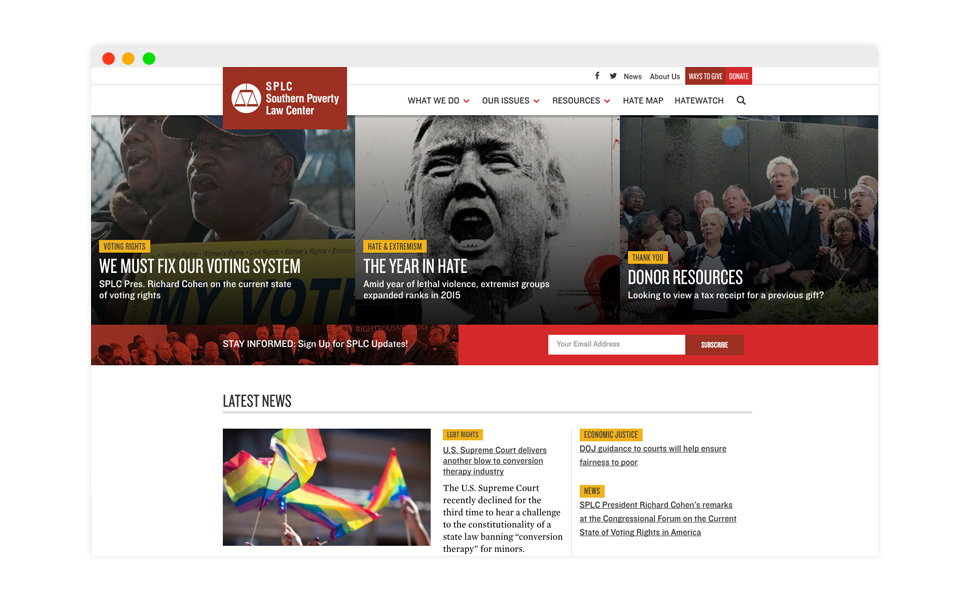 News About Us WAYS TO GIVE DONATE
SPLC
Southern Poverty
Law Center
WHAT WE DO OUR ISSUES RESOURCES HATE MAP HATEWATCH
VOTING RIGHTS
WE MUST FIX OUR VOTING SYSTEM
SPLC Pres. Richard Cohen on the current state
of voting rights
MY VOTE
HATE & EXTREMISM
THE YEAR IN HATE
Amid year of lethal violence, extremist groups
expanded ranks in 2015
THANK YOU
DONOR RESOURCES
Looking to view a tax receipt for a previous gift?
STAY INFORMED: Sign Up for SPLC Updates!
Your Email Address
SUBSCRIBE
LATEST NEWS
LGBT RIGHTS
U.S. Supreme Court delivers
another blow to conversion
therapy industry
The U.S. Supreme Court
recently declined for the
third time to hear a challenge
to the constitutionality of a
state law banning “conversion
therapy” for minors.
ECONOMIC JUSTICE
DOJ guidance to courts will help ensure
fairness to poor
NEWS
SPLC President Richard Cohen's remarks
at the Congressional Forum on the Current
State of Voting Rights in America